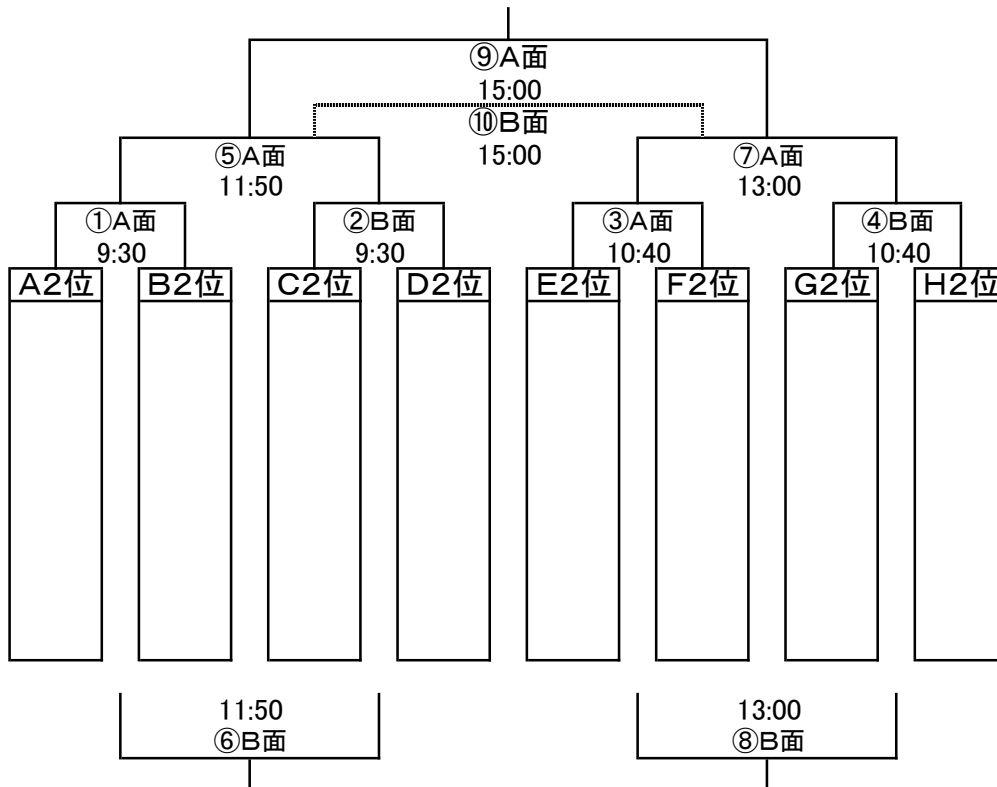 ⑨A面
15:00
⑩B面
15:00
⑤A面
11:50
⑦A面
13:00
①A面
9:30
②B面
9:30
③A面
10:40
④B面
10:40
A2位
B2位
C2位
D2位
E2位
F2位
G2位
H2位
11:50
⑥B面
13:00
⑧B面